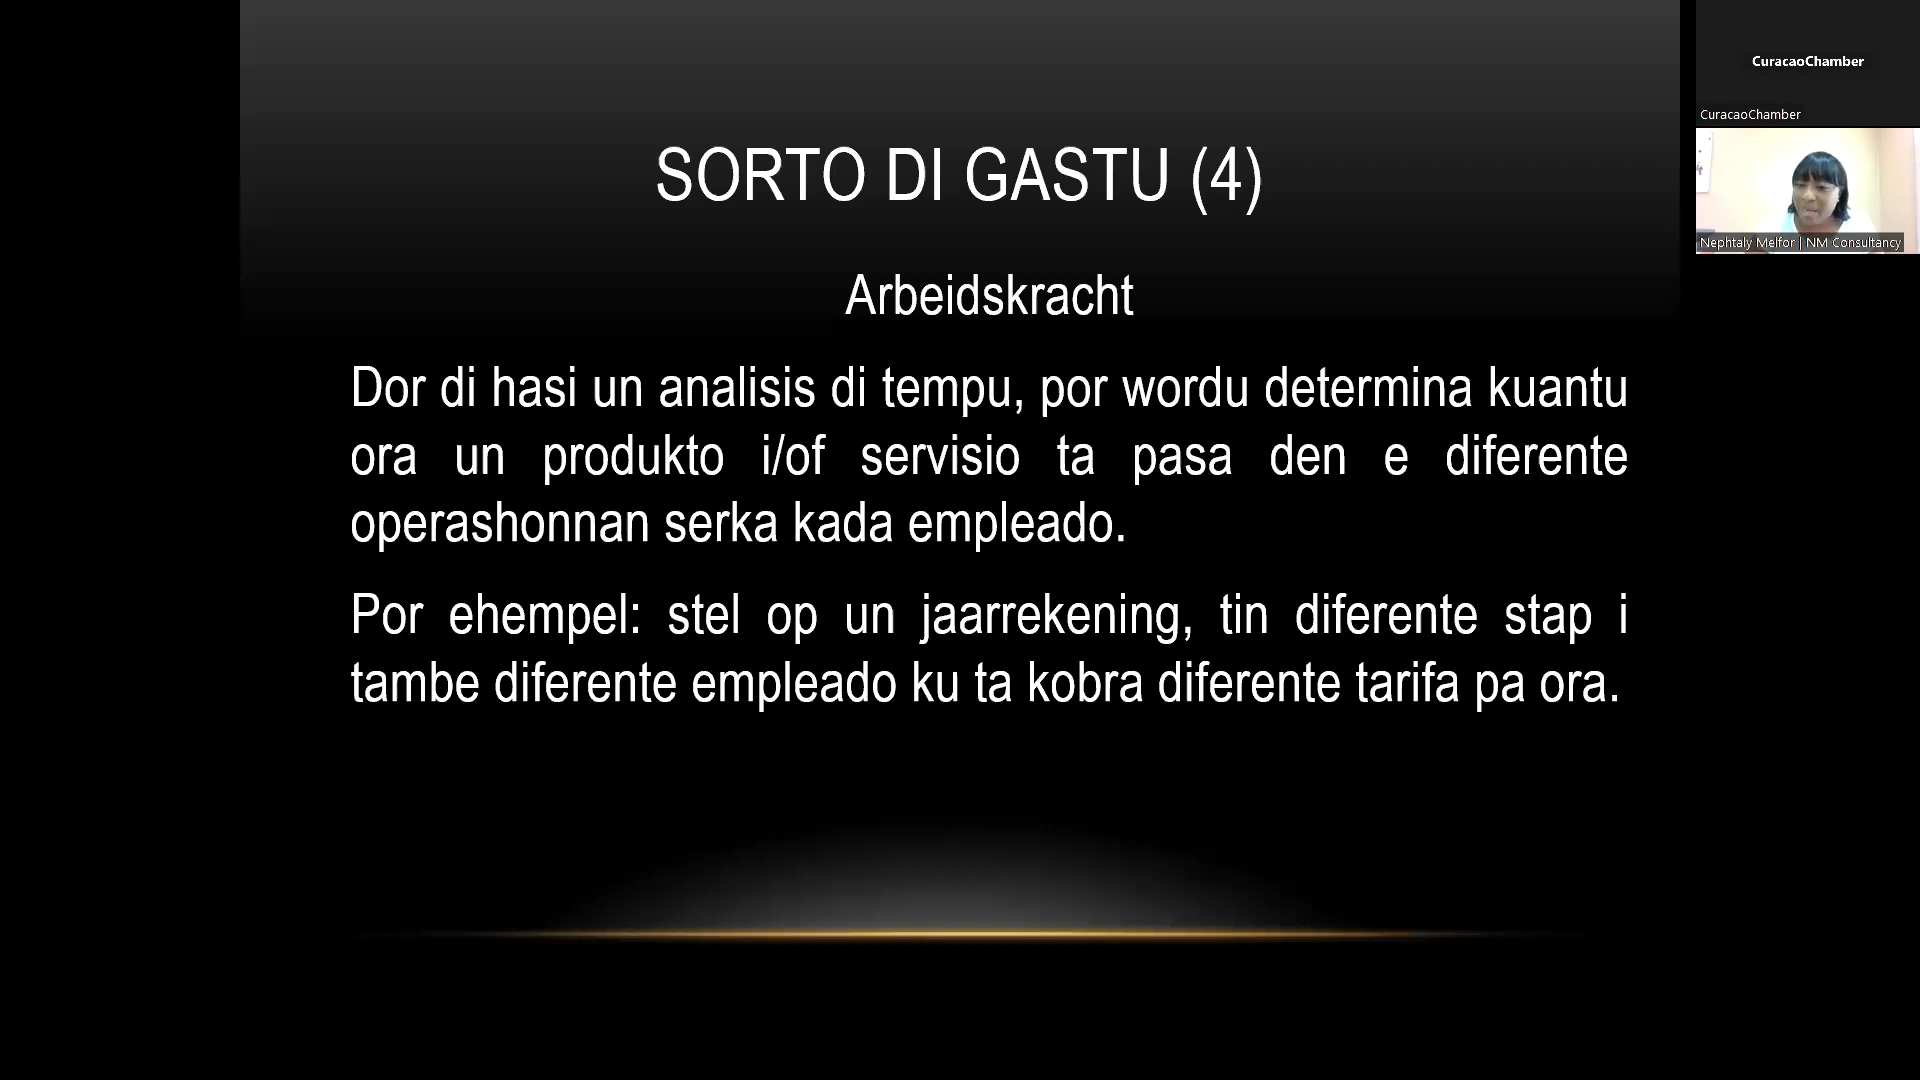 SORTO DI GASTU (4)
Arbeidskracht
Dor di hasi un analisis di tempu, por wordu determina kuantu
ora un produkto i/of servisio ta pasa den e diferente
operashonnan serka kada empleado.
Por ehempel: stel op un jaarrekening, tin diferente stap i
tambe diferente empleado ku ta kobra diferente tarifa pa ora.
CuracaoChamber
CuracaoChamber
Nephtaly Melfor | NM Consultancy